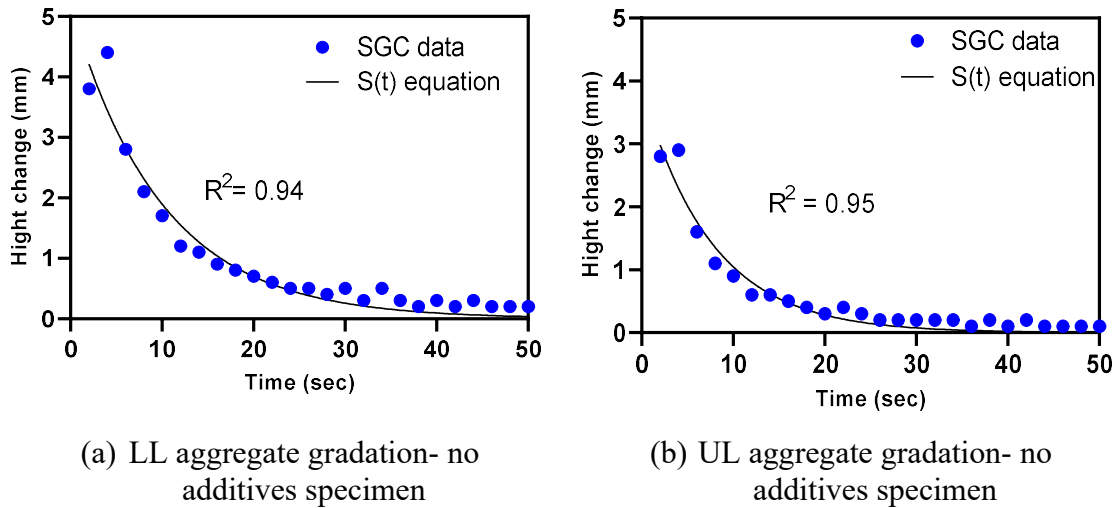 5
4
3
2
1
0
0 10 20 30 40 50
Hight change (mm)
Time (sec)
SGC data
S(t) equation
R²= 0.94
(a) LL aggregate gradation- no
additives specimen
5
4
3
2
1
0
0 10 20 30 40 50
Hight change (mm)
Time (sec)
SGC data
S(t) equation
R² = 0.95
(b) UL aggregate gradation- no
additives specimen